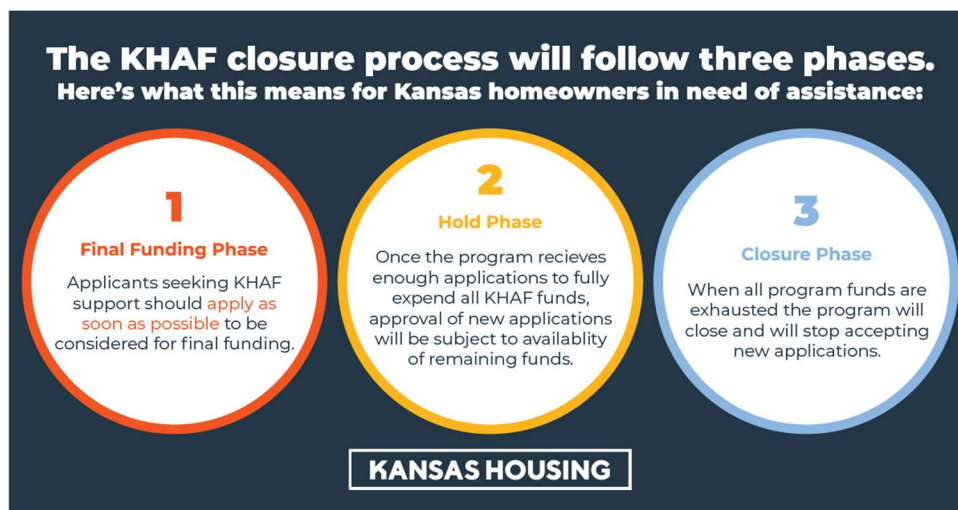 The KHAF closure process will follow three phases.
Here's what this means for Kansas homeowners in need of assistance:
1
Final Funding Phase
Applicants seeking KHAF
support should apply as
soon as possible to be
considered for final funding.
2
Hold Phase
Once the program recieves
enough applications to fully
expend all KHAF funds,
approval of new applications
will be subject to availablity
of remaining funds.
3
Closure Phase
When all program funds are
exhausted the program will
close and will stop accepting
new applications.
KANSAS HOUSING